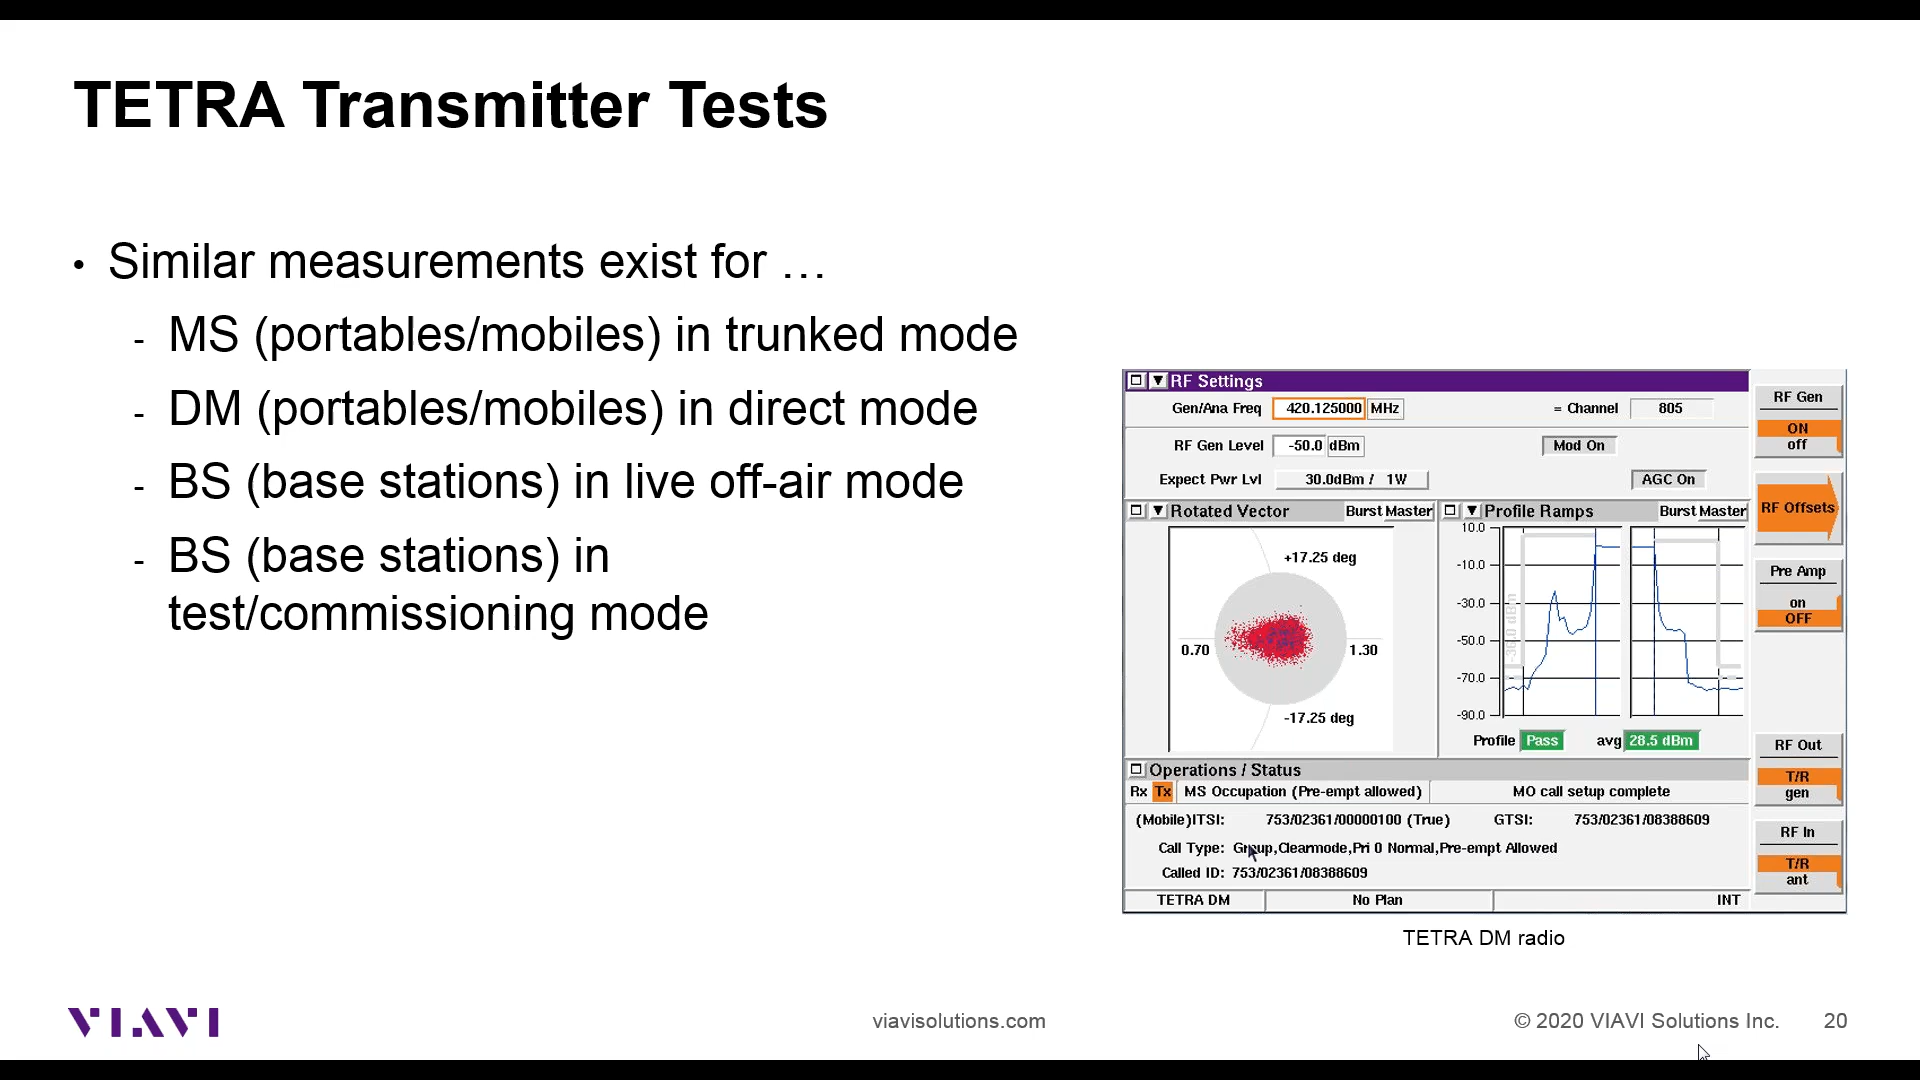 TETRA Transmitter Tests
• Similar measurements exist for …
- MS (portables/mobiles) in trunked mode
- DM (portables/mobiles) in direct mode
- BS (base stations) in live off-air mode
- BS (base stations) in
test/commissioning mode
RF Settings
Gen/Ana Freq 420.125000 MHz = Channel 805
RF Gen Level -50.0 dBm Mod On
Expect Pwr Lvl 30.0dBm / 1W AGC On
Rotated Vector Burst Master
+17.25 deg
0.70 1.30
-17.25 deg
Profile Ramps Burst Master
10.0
-10.0
-30.0
-50.0
-70.0
-90.0
-36.0 dBm
Profile Pass avg 28.5 dBm
Operations / Status
Rx Tx MS Occupation (Pre-empt allowed) MO call setup complete
(Mobile)ITSI: 753/02361/00000100 (True) GTSI: 753/02361/08388609
Call Type: Group,Clearmode,Pri 0 Normal,Pre-empt Allowed
Called ID: 753/02361/08388609
TETRA DM No Plan INT
RF Gen
ON
off
RF Offsets
Pre Amp
on
OFF
RF Out
T/R
gen
RF In
T/R
ant
TETRA DM radio
VIAVI viavisolutions.com © 2020 VIAVI Solutions Inc. 20